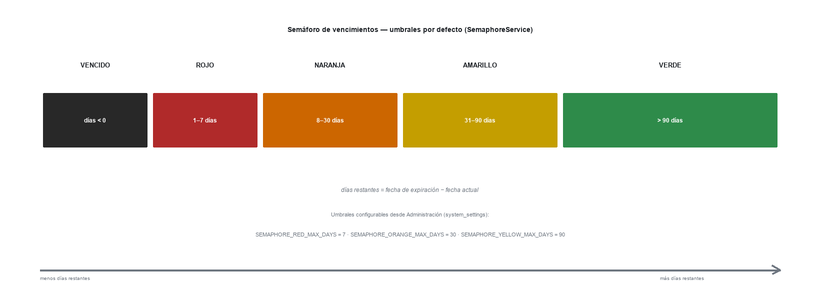 Semáforo de vencimientos — umbrales por defecto (SemaphoreService)
VENCIDO ROJO NARANJA AMARILLO VERDE
días < 0 1–7 días 8–30 días 31–90 días > 90 días
días restantes = fecha de expiración − fecha actual
Umbrales configurables desde Administración (system_settings):
SEMAPHORE_RED_MAX_DAYS = 7 · SEMAPHORE_ORANGE_MAX_DAYS = 30 · SEMAPHORE_YELLOW_MAX_DAYS = 90
menos días restantes más días restantes